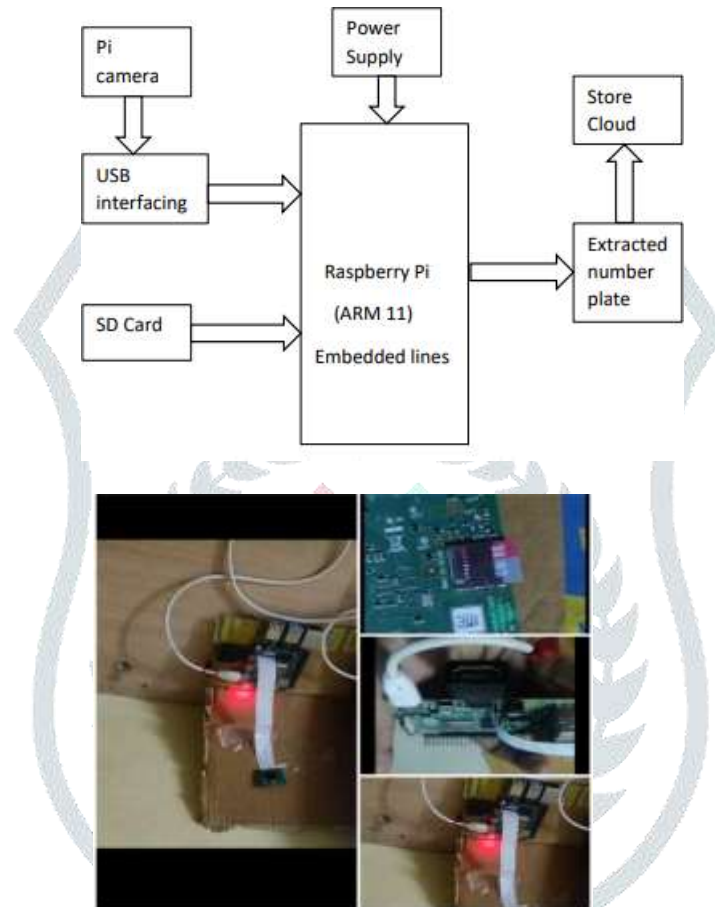 Pi
camera
Power
Supply
Store
Cloud
USB
interfacing
Extracted
number
plate
Raspberry Pi
(ARM 11)
SD Card
Embedded lines